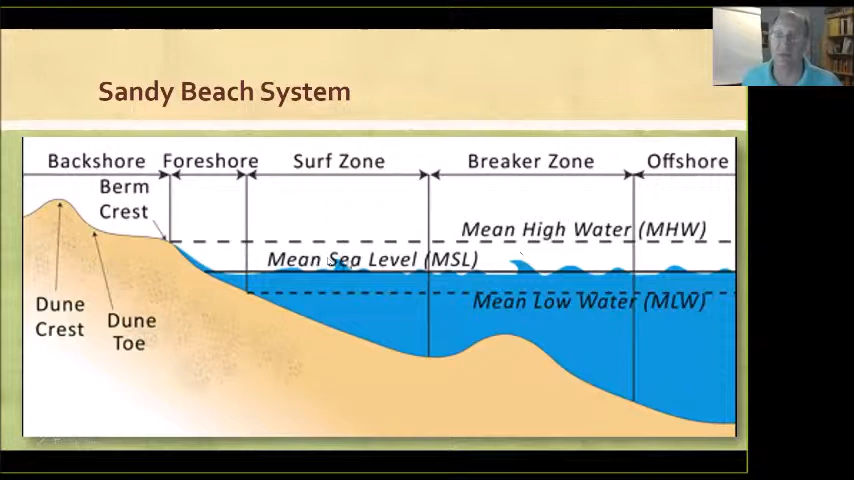 Sandy Beach System
Backshore Foreshore Surf Zone Breaker Zone Offshore
Berm
Crest
Mean High Water (MHW)
Mean Sea Level (MSL)
Mean Low Water (MLW)
Dune
Crest
Dune
Toe